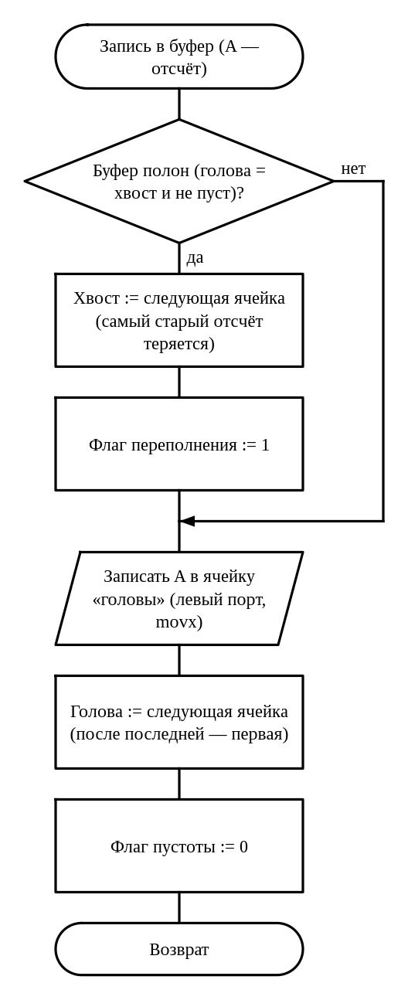 Запись в буфер (А —
отсчёт)
Буфер полон (голова =
хвост и не пуст)?
нет
да
Хвост := следующая ячейка
(самый старый отсчёт
теряется)
Флаг переполнения := 1
Записать А в ячейку
«головы» (левый порт,
movx)
Голова := следующая ячейка
(после последней — первая)
Флаг пустоты := 0
Возврат